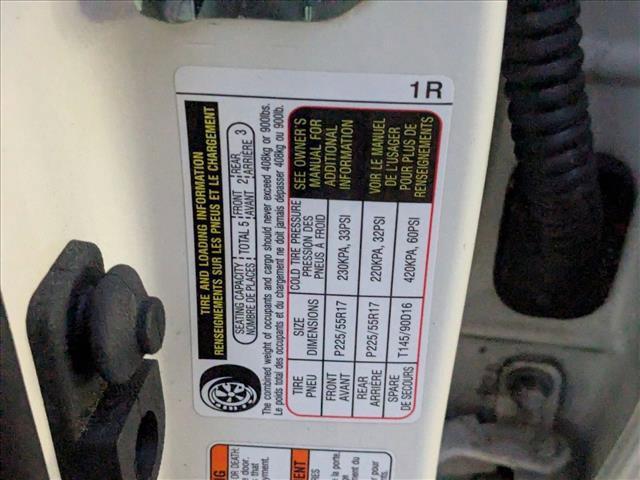 1R
TIRE AND LOADING INFORMATION
RENSEIGNEMENTS SUR LES PNEUS ET LE CHARGEMENT
SEATING CAPACITY TOTAL 5 FRONT 2 REAR 3
NOMBRE DE PLACES AVANT ARRIÈRE
The combined weight of occupants and cargo should never exceed 408kg or 900lbs.
Le poids total des occupants et du chargement ne doit jamais dépasser 408kg ou 900lbs.
TIRE SIZE COLD TIRE PRESSURE
PNEU DIMENSIONS PRESSION DES
PNEUS À FROID
FRONT P225/55R17 230KPA, 33PSI
AVANT
REAR P225/55R17 220KPA, 32PSI
ARRIÈRE
SPARE T145/90D16 420KPA, 60PSI
DE SECOURS
SEE OWNER'S
MANUAL FOR
ADDITIONAL
INFORMATION
VOIR LE MANUEL
DE L'USAGER
POUR PLUS DE
RENSEIGNEMENTS